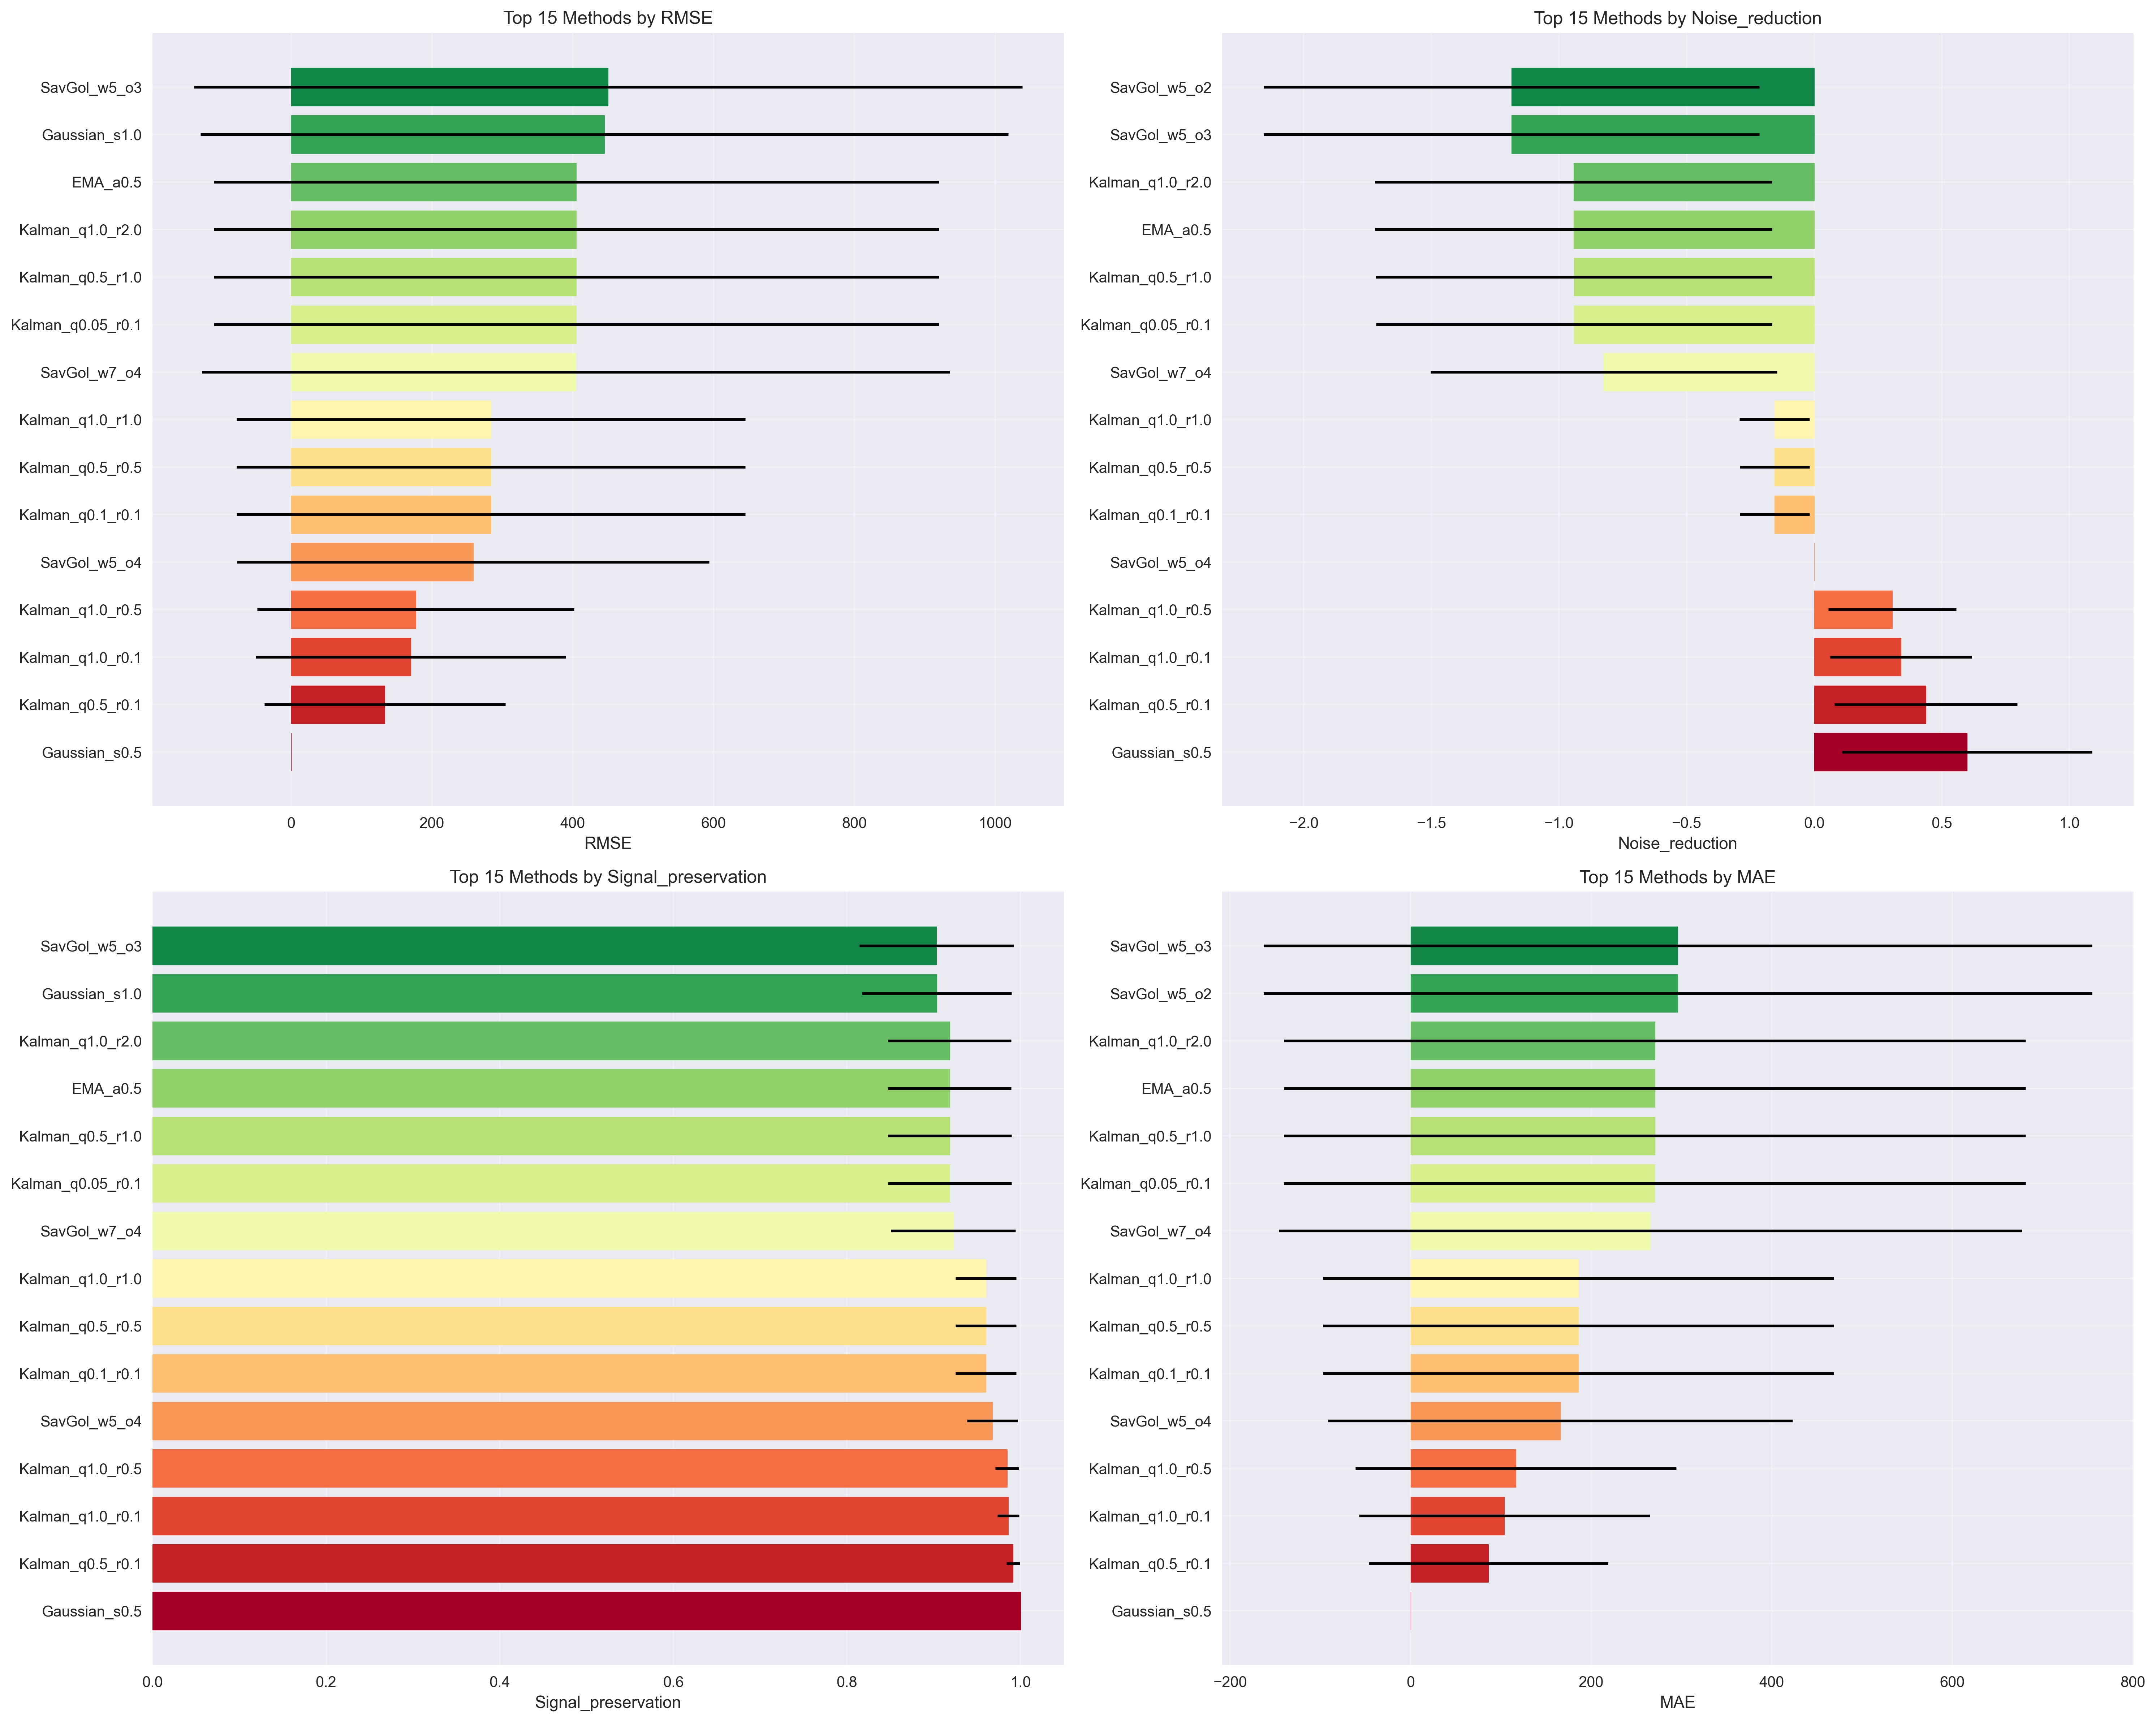 Top 15 Methods by RMSE
SavGol_w5_o3
Gaussian_s1.0
EMA_a0.5
Kalman_q1.0_r2.0
Kalman_q0.5_r1.0
Kalman_q0.05_r0.1
SavGol_w7_o4
Kalman_q1.0_r1.0
Kalman_q0.5_r0.5
Kalman_q0.1_r0.1
SavGol_w5_o4
Kalman_q1.0_r0.5
Kalman_q1.0_r0.1
Kalman_q0.5_r0.1
Gaussian_s0.5
0 200 400 600 800 1000
RMSE
Top 15 Methods by Noise_reduction
SavGol_w5_o2
SavGol_w5_o3
Kalman_q1.0_r2.0
EMA_a0.5
Kalman_q0.5_r1.0
Kalman_q0.05_r0.1
SavGol_w7_o4
Kalman_q1.0_r1.0
Kalman_q0.5_r0.5
Kalman_q0.1_r0.1
SavGol_w5_o4
Kalman_q1.0_r0.5
Kalman_q1.0_r0.1
Kalman_q0.5_r0.1
Gaussian_s0.5
−2.0 −1.5 −1.0 −0.5 0.0 0.5 1.0
Noise_reduction
Top 15 Methods by Signal_preservation
SavGol_w5_o3
Gaussian_s1.0
Kalman_q1.0_r2.0
EMA_a0.5
Kalman_q0.5_r1.0
Kalman_q0.05_r0.1
SavGol_w7_o4
Kalman_q1.0_r1.0
Kalman_q0.5_r0.5
Kalman_q0.1_r0.1
SavGol_w5_o4
Kalman_q1.0_r0.5
Kalman_q1.0_r0.1
Kalman_q0.5_r0.1
Gaussian_s0.5
0.0 0.2 0.4 0.6 0.8 1.0
Signal_preservation
Top 15 Methods by MAE
SavGol_w5_o3
SavGol_w5_o2
Kalman_q1.0_r2.0
EMA_a0.5
Kalman_q0.5_r1.0
Kalman_q0.05_r0.1
SavGol_w7_o4
Kalman_q1.0_r1.0
Kalman_q0.5_r0.5
Kalman_q0.1_r0.1
SavGol_w5_o4
Kalman_q1.0_r0.5
Kalman_q1.0_r0.1
Kalman_q0.5_r0.1
Gaussian_s0.5
−200 0 200 400 600 800
MAE